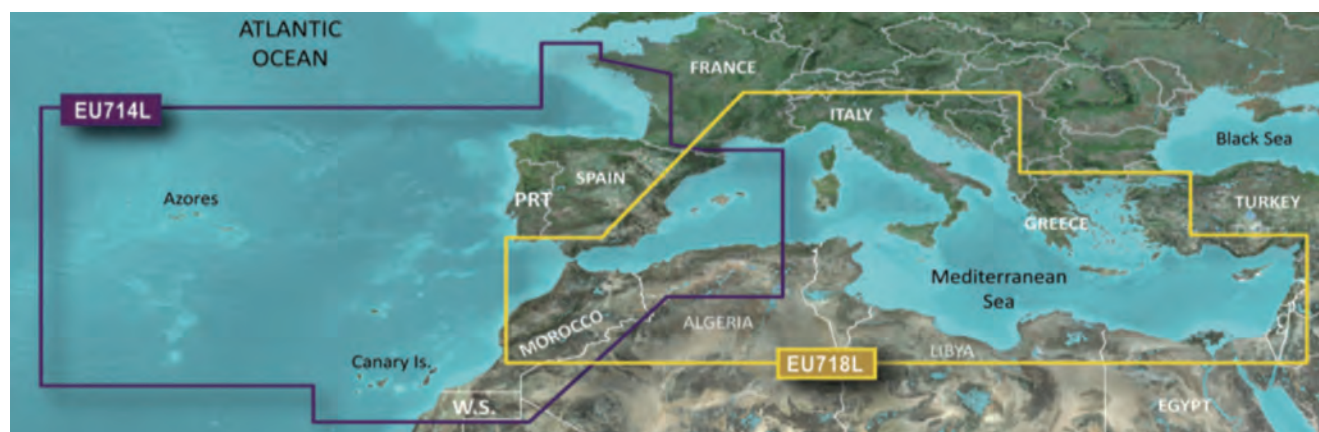 ATLANTIC
OCEAN
FRANCE
EU714L
ITALY
Black Sea
SPAIN
Azores
PRT
TURKEY
GREECE
Mediterranean
Sea
MOROCCO
ALGERIA
LIBYA
Canary Is.
EU718L
W.S.
EGYPT